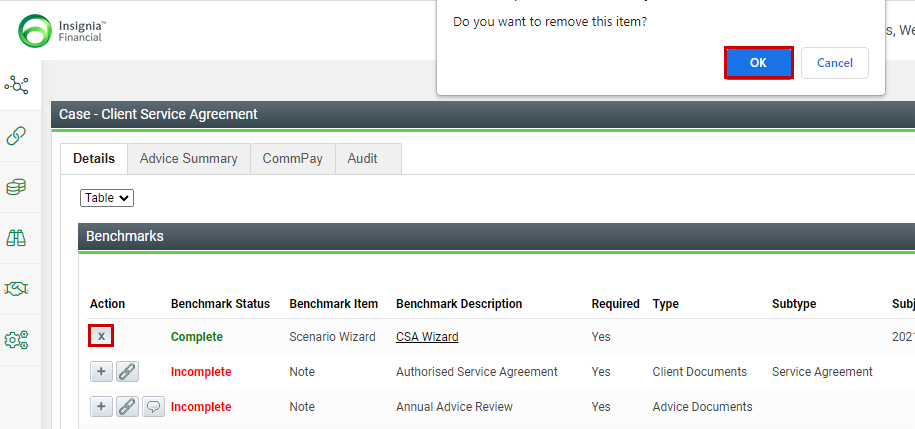 Insignia™
Financial
Do you want to remove this item?
OK
Cancel
s, We
Case - Client Service Agreement
Details
Advice Summary
CommPay
Audit
Table
Benchmarks
Action
Benchmark Status
Benchmark Item
Benchmark Description
Required
Type
Subtype
Subj
x
Complete
Scenario Wizard
CSA Wizard
Yes
2021
+
Incomplete
Note
Authorised Service Agreement
Yes
Client Documents
Service Agreement
+
Incomplete
Note
Annual Advice Review
Yes
Advice Documents